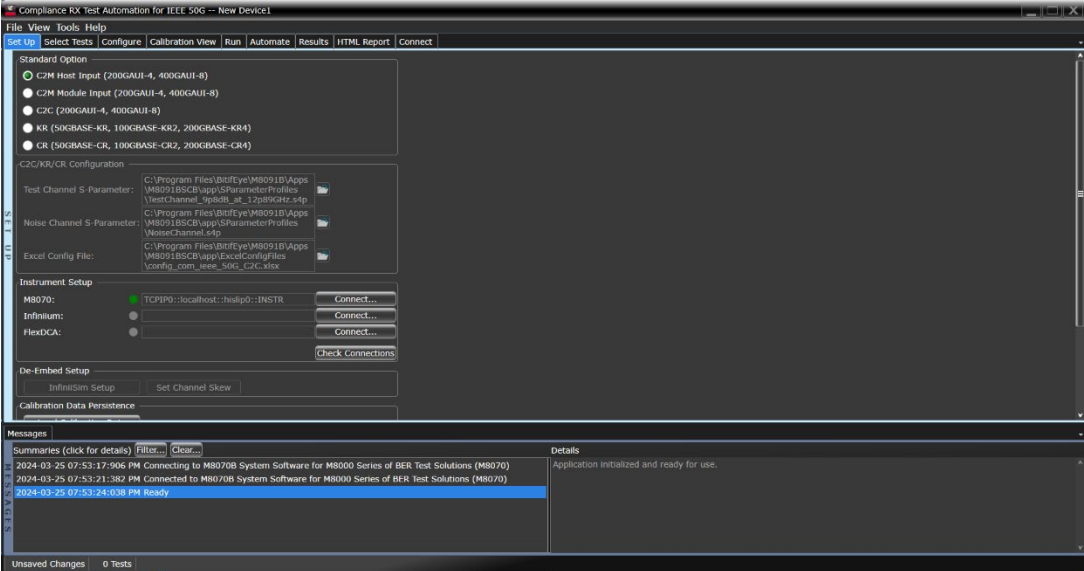 Compliance RX Test Automation for IEEE 50G -- New Device1
File View Tools Help
Set Up Select Tests Configure Calibration View Run Automate Results HTML Report Connect
SET UP
Standard Option
C2M Host Input (200GAUI-4, 400GAUI-8)
C2M Module Input (200GAUI-4, 400GAUI-8)
C2C (200GAUI-4, 400GAUI-8)
KR (50GBASE-KR, 100GBASE-KR2, 200GBASE-KR4)
CR (50GBASE-CR, 100GBASE-CR2, 200GBASE-CR4)
C2C/KR/CR Configuration
Test Channel S-Parameter:
C:\Program Files\BitifEye\M8091B\Apps
\M8091BSCB\app\SParameterProfiles
\TestChannel_9p8dB_at_12p89GHz.s4p
Noise Channel S-Parameter:
C:\Program Files\BitifEye\M8091B\Apps
\M8091BSCB\app\SParameterProfiles
\NoiseChannel.s4p
Excel Config File:
C:\Program Files\BitifEye\M8091B\Apps
\M8091BSCB\app\ExcelConfigFiles
\config_com_ieee_50G_C2C.xlsx
Instrument Setup
M8070: TCPIP0::localhost::hislip0::INSTR Connect...
Infiniium: Connect...
FlexDCA: Connect...
Check Connections
De-Embed Setup
InfiniiSim Setup Set Channel Skew
Calibration Data Persistence
Messages
MESSAGES
Summaries (click for details) Filter... Clear...
2024-03-25 07:53:17:906 PM Connecting to M8070B System Software for M8000 Series of BER Test Solutions (M8070)
2024-03-25 07:53:21:382 PM Connected to M8070B System Software for M8000 Series of BER Test Solutions (M8070)
2024-03-25 07:53:24:038 PM Ready
Details
Application initialized and ready for use.
Unsaved Changes 0 Tests